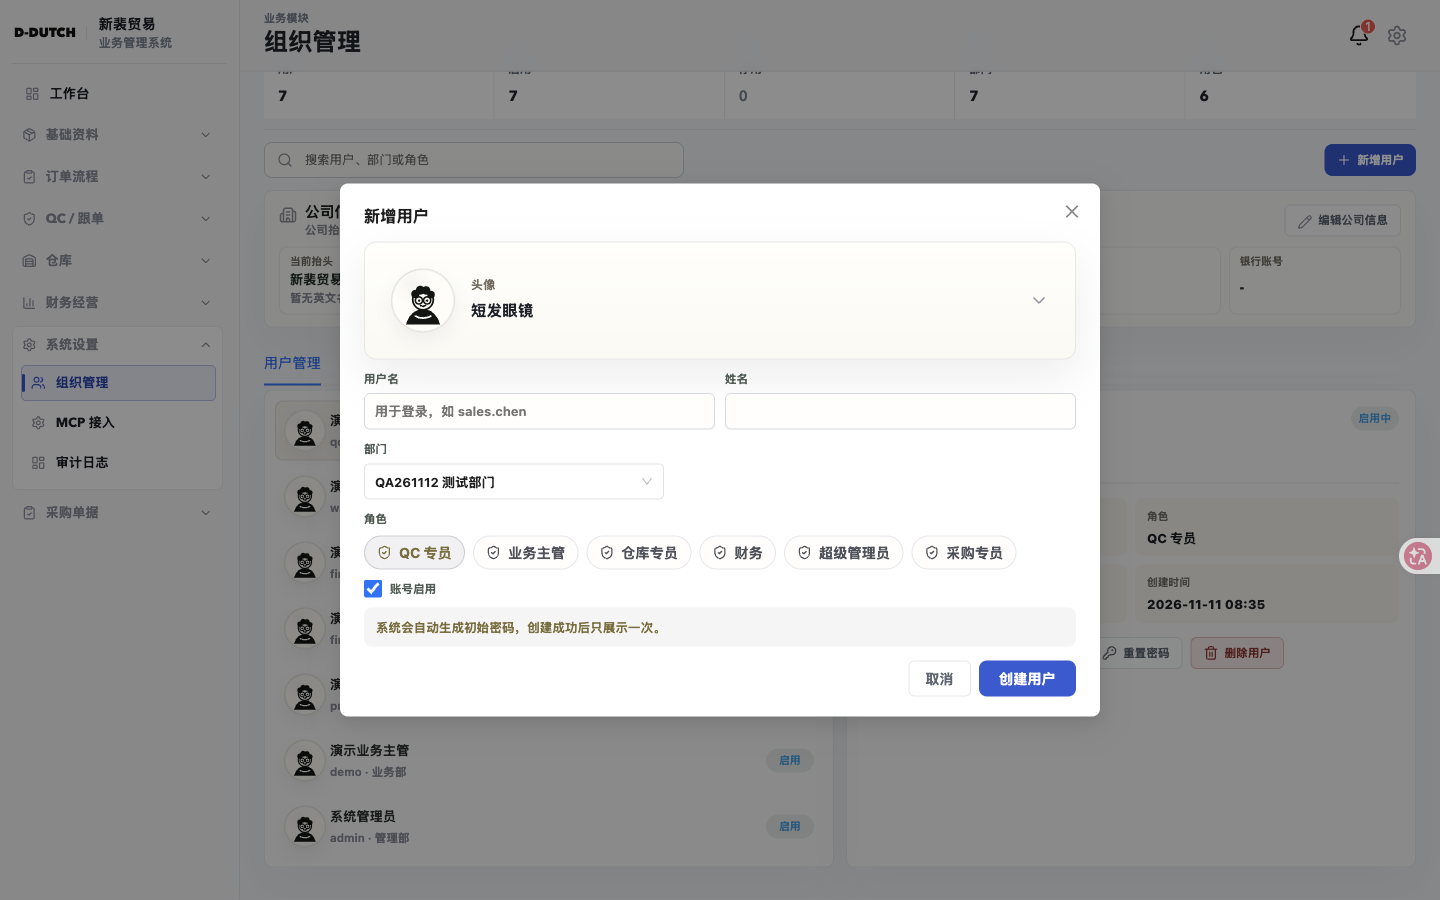 D-DUTCH
新裴贸易
业务管理系统
工作台
基础资料
订单流程
QC / 跟单
仓库
财务经营
系统设置
组织管理
MCP 接入
审计日志
采购单据
业务模块
组织管理
1
7
7
0
7
6
搜索用户、部门或角色
新增用户
公司
公司抬
编辑公司信息
当前抬头
新裴贸易
暂无英文
银行账号
-
用户管理
启用中
角色
QC 专员
创建时间
2026-11-11 08:35
重置密码
删除用户
演示业务主管
demo · 业务部
启用
系统管理员
admin · 管理部
启用
新增用户
头像
短发眼镜
用户名
姓名
用于登录，如 sales.chen
部门
QA261112 测试部门
角色
QC 专员
业务主管
仓库专员
财务
超级管理员
采购专员
账号启用
系统会自动生成初始密码，创建成功后只展示一次。
取消
创建用户